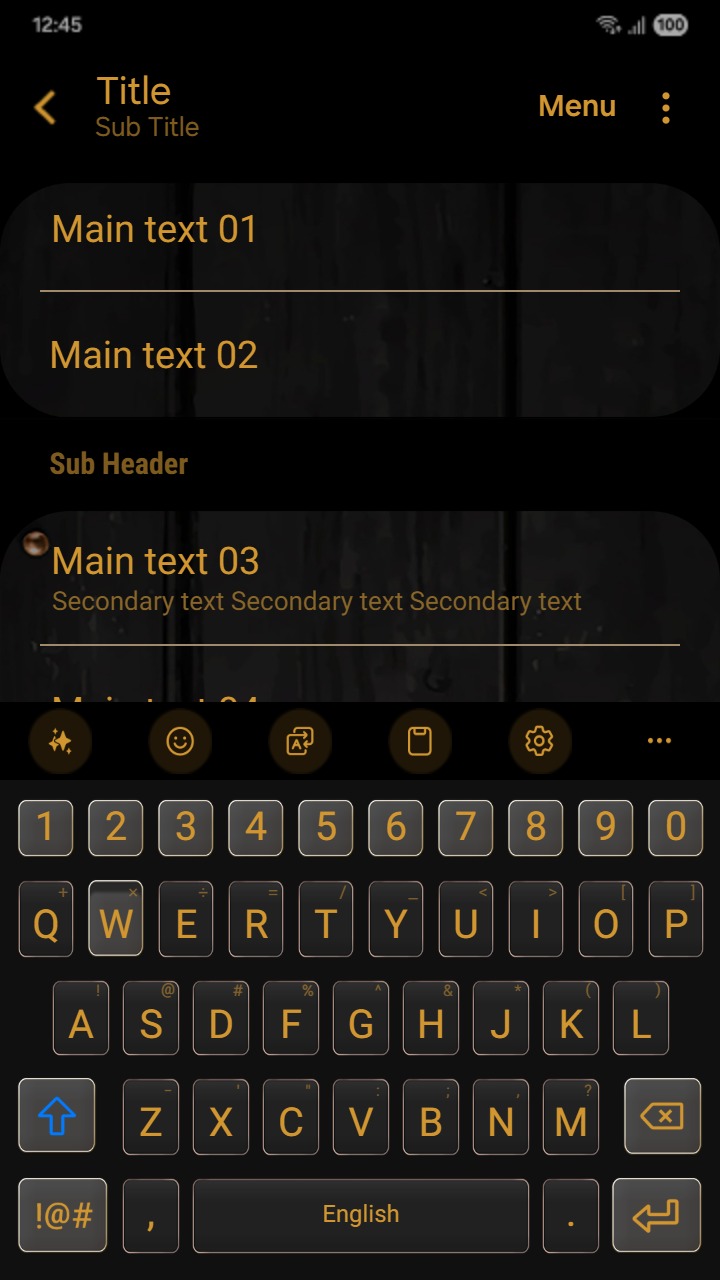 12:45
100
Title
Menu
Sub Title
Main text 01
Main text 02
Sub Header
Main text 03
Secondary text Secondary text Secondary text
1 2 3 4 5 6 7 8 9 0
+ × ÷ = / _ < > [ ]
Q W E R T Y U I O P
! @ # % ^ & * ( )
A S D F G H J K L
- ' " : ; , ?
Z X C V B N M
!@# , English .